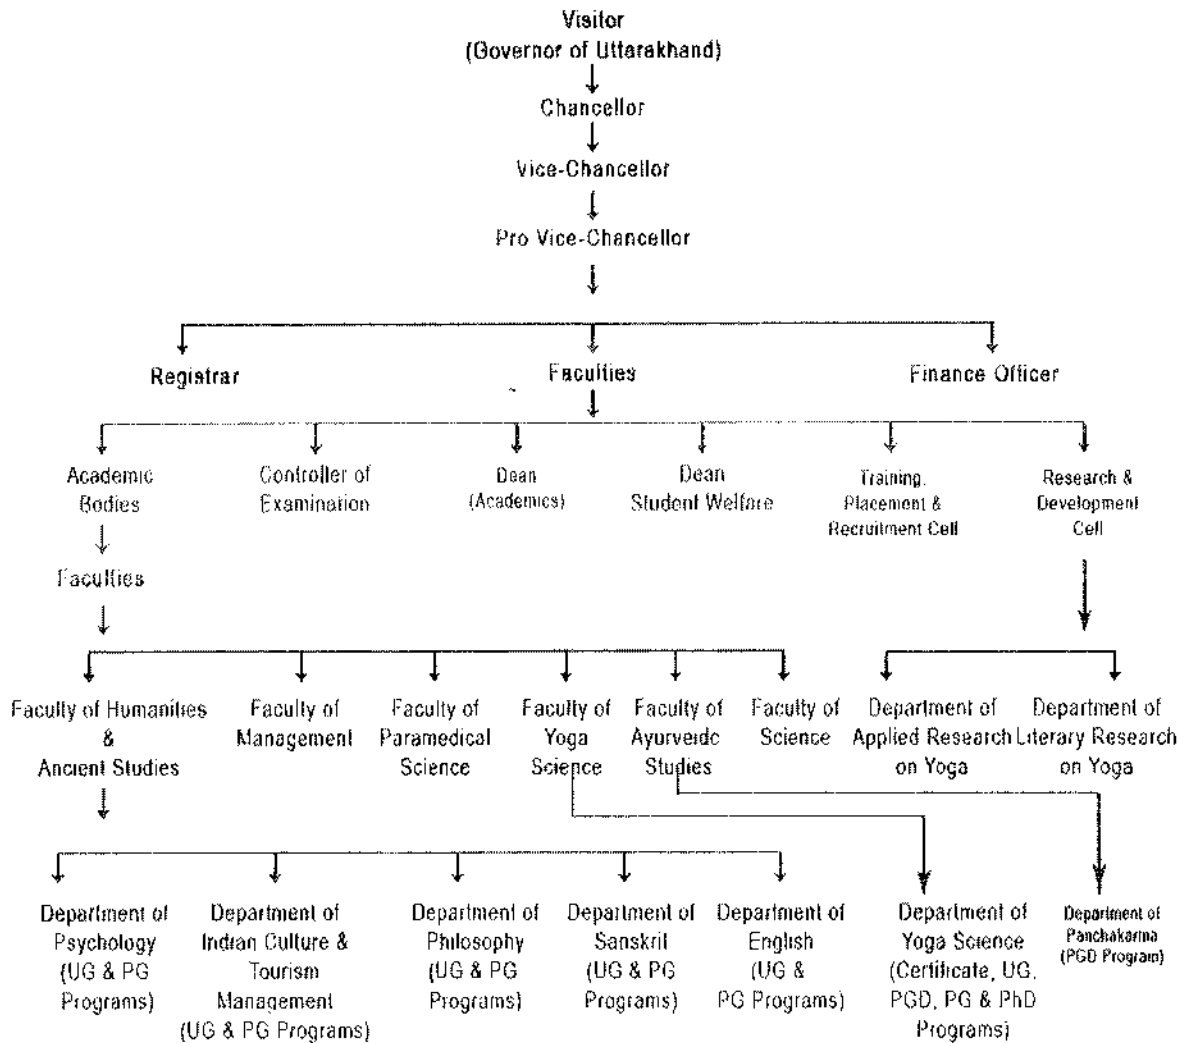 Visitor
(Governor of Uttarakhand)
Chancellor
Vice-Chancellor
Pro Vice-Chancellor
Registrar
Faculties
Finance Officer
Academic
Bodies
Controller of
Examination
Dean
(Academics)
Dean
Student Welfare
Training,
Placement &
Recruitment Cell
Research &
Development
Cell
Faculties
Faculty of Humanities
&
Ancient Studies
Faculty of
Management
Faculty of
Paramedical
Science
Faculty of
Yoga
Science
Faculty of
Ayurveidc
Studies
Faculty of
Science
Department of
Applied Research
on Yoga
Department of
Literary Research
on Yoga
Department of
Psychology
(UG & PG
Programs)
Department of
Indian Culture &
Tourism
Management
(UG & PG Programs)
Department of
Philosophy
(UG & PG
Programs)
Department of
Sanskrit
(UG & PG
Programs)
Department of
English
(UG &
PG Programs)
Department of
Yoga Science
(Certificate, UG,
PGD, PG & PhD
Programs)
Department of
Panchakarma
(PGD Program)